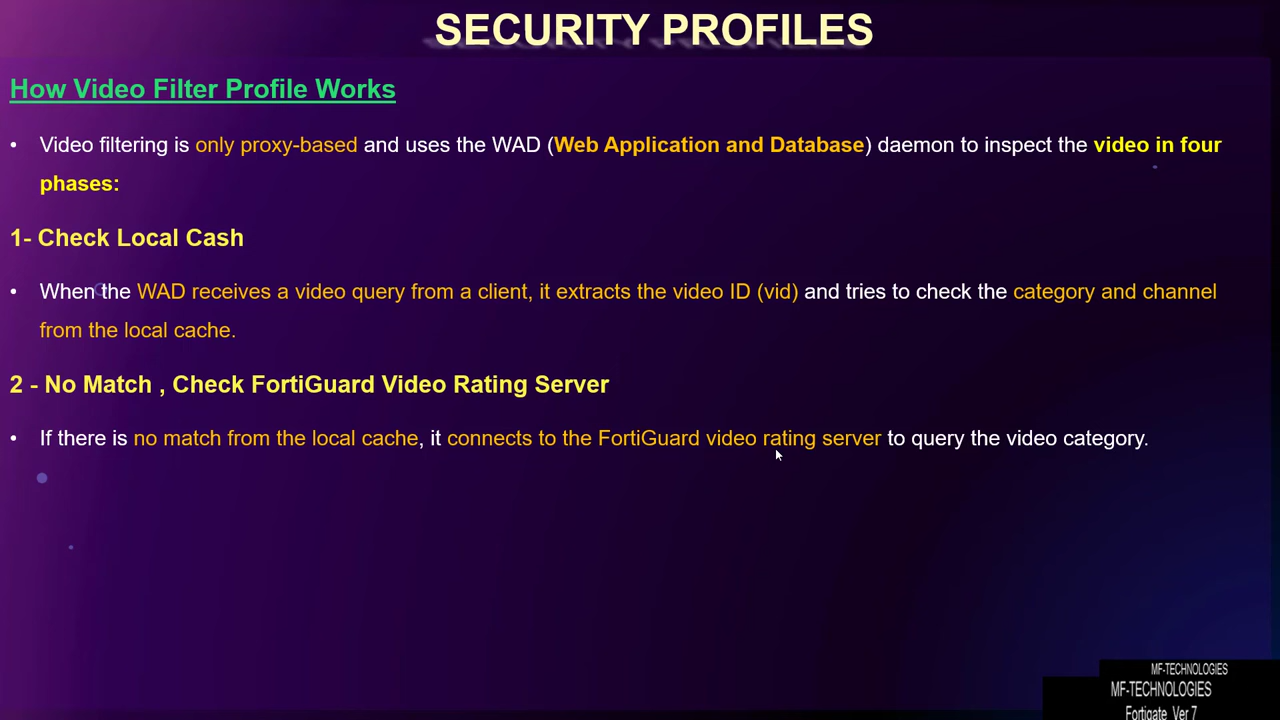 SECURITY PROFILES
How Video Filter Profile Works
• Video filtering is only proxy-based and uses the WAD (Web Application and Database) daemon to inspect the video in four
phases:
1- Check Local Cash
• When the WAD receives a video query from a client, it extracts the video ID (vid) and tries to check the category and channel
from the local cache.
2 - No Match , Check FortiGuard Video Rating Server
• If there is no match from the local cache, it connects to the FortiGuard video rating server to query the video category.
MF-TECHNOLOGIES
MF-TECHNOLOGIES
Fortigate Ver 7